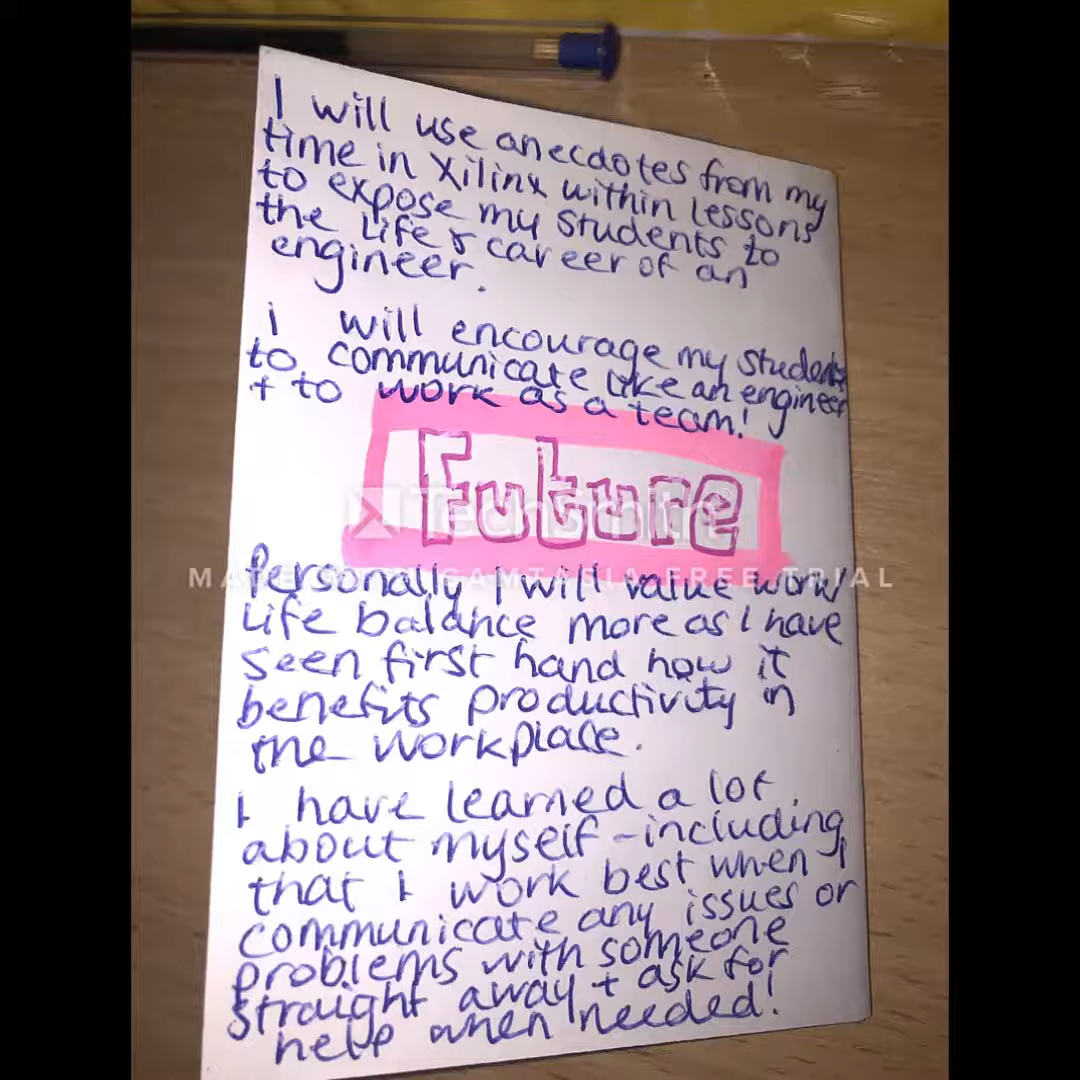 I will use anecdotes from my
time in Xilinx within lessons
to expose my students to
the life & career of an
engineer.
i will encourage my students
to communicate like an engineer
+ to work as a team!
Future
TechSmith
MADE WITH CAMTASIA FREE TRIAL
Personally I will value work
life balance more as I have
seen first hand how it
benefits productivity in
the workplace.
I have learned a lot
about myself - including
that I work best when I
communicate any issues or
problems with someone
straight away + ask for
help when needed!